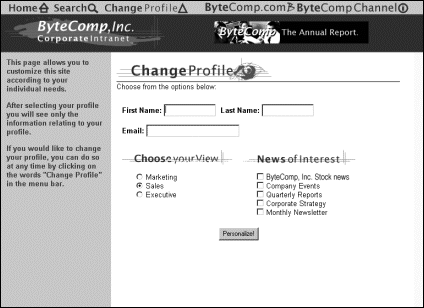 Home Search Change Profile ByteComp.com ByteComp Channel
ByteComp, Inc.
Corporate Intranet
ByteComp The Annual Report.
This page allows you to
customize this site
according to your
individual needs.
After selecting your profile
you will see only the
information relating to your
profile.
If you would like to change
your profile, you can do so
at any time by clicking on
the words "Change Profile"
in the menu bar.
Change Profile
Choose from the options below:
First Name: Last Name:
Email:
Choose your View
Marketing
Sales
Executive
News of Interest
ByteComp, Inc. Stock news
Company Events
Quarterly Reports
Corporate Strategy
Monthly Newsletter
Personalize!